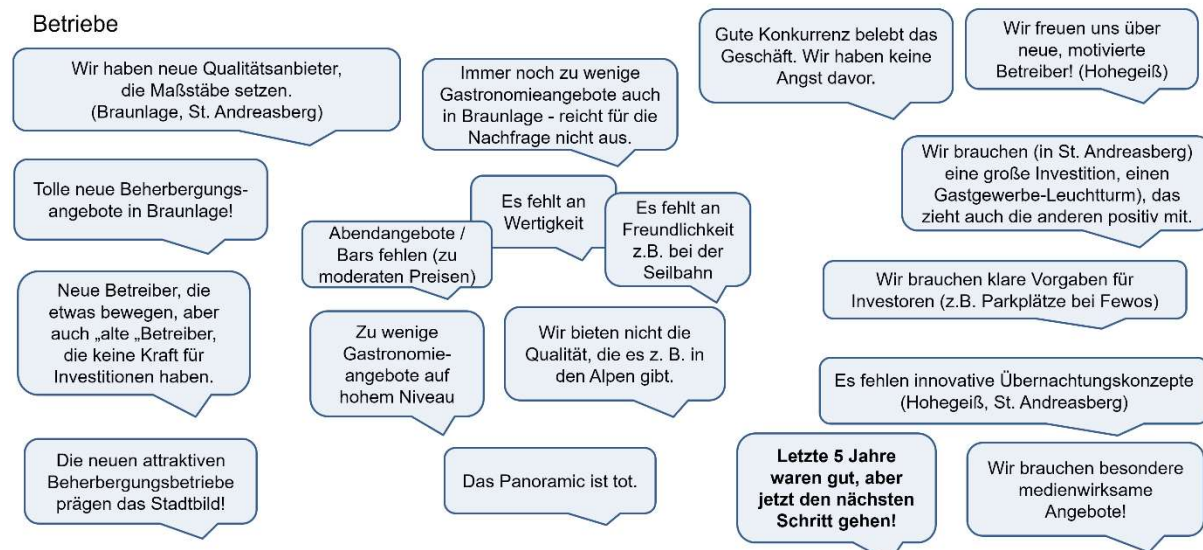 Betriebe
Wir haben neue Qualitätsanbieter,
die Maßstäbe setzen.
(Braunlage, St. Andreasberg)
Immer noch zu wenige
Gastronomieangebote auch
in Braunlage - reicht für die
Nachfrage nicht aus.
Gute Konkurrenz belebt das
Geschäft. Wir haben keine
Angst davor.
Wir freuen uns über
neue, motivierte
Betreiber! (Hohegeiß)
Tolle neue Beherbergungs-
angebote in Braunlage!
Es fehlt an
Wertigkeit
Es fehlt an
Freundlichkeit
z.B. bei der
Seilbahn
Wir brauchen (in St. Andreasberg)
eine große Investition, einen
Gastgewerbe-Leuchtturm), das
zieht auch die anderen positiv mit.
Abendangebote /
Bars fehlen (zu
moderaten Preisen)
Neue Betreiber, die
etwas bewegen, aber
auch „alte „Betreiber,
die keine Kraft für
Investitionen haben.
Zu wenige
Gastronomie-
angebote auf
hohem Niveau
Wir bieten nicht die
Qualität, die es z. B. in
den Alpen gibt.
Wir brauchen klare Vorgaben für
Investoren (z.B. Parkplätze bei Fewos)
Es fehlen innovative Übernachtungskonzepte
(Hohegeiß, St. Andreasberg)
Die neuen attraktiven
Beherbergungsbetriebe
prägen das Stadtbild!
Das Panoramic ist tot.
Letzte 5 Jahre
waren gut, aber
jetzt den nächsten
Schritt gehen!
Wir brauchen besondere
medienwirksame
Angebote!